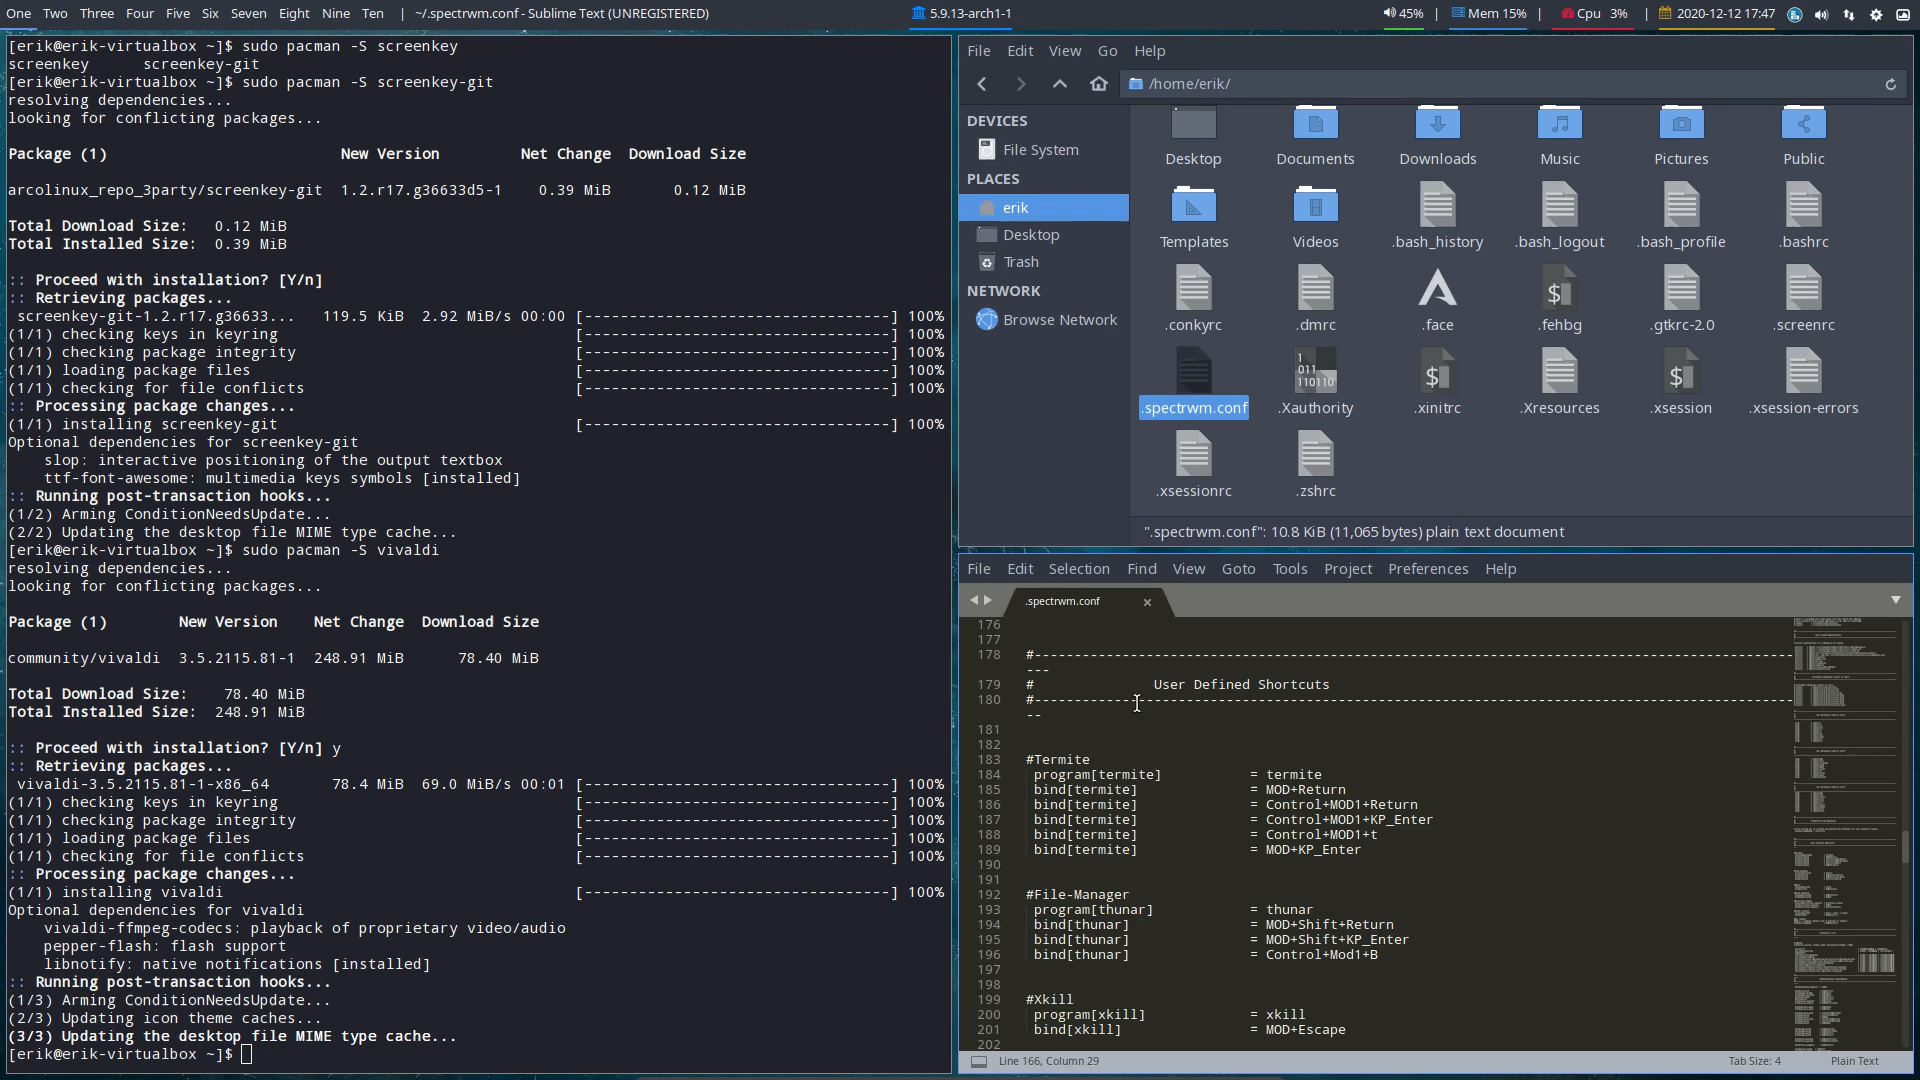 One Two Three Four Five Six Seven Eight Nine Ten | ~/.spectrwm.conf - Sublime Text (UNREGISTERED) 5.9.13-arch1-1 45% | Mem 15% | Cpu 3% | 2020-12-12 17:47
[erik@erik-virtualbox ~]$ sudo pacman -S screenkey
screenkey screenkey-git
[erik@erik-virtualbox ~]$ sudo pacman -S screenkey-git
resolving dependencies...
looking for conflicting packages...
Package (1) New Version Net Change Download Size
arcolinux_repo_3party/screenkey-git 1.2.r17.g36633d5-1 0.39 MiB 0.12 MiB
Total Download Size: 0.12 MiB
Total Installed Size: 0.39 MiB
:: Proceed with installation? [Y/n]
:: Retrieving packages...
screenkey-git-1.2.r17.g36633... 119.5 KiB 2.92 MiB/s 00:00 [-----------------------------------] 100%
(1/1) checking keys in keyring [-----------------------------------] 100%
(1/1) checking package integrity [-----------------------------------] 100%
(1/1) loading package files [-----------------------------------] 100%
(1/1) checking for file conflicts [-----------------------------------] 100%
:: Processing package changes...
(1/1) installing screenkey-git [-----------------------------------] 100%
Optional dependencies for screenkey-git
slop: interactive positioning of the output textbox
ttf-font-awesome: multimedia keys symbols [installed]
:: Running post-transaction hooks...
(1/2) Arming ConditionNeedsUpdate...
(2/2) Updating the desktop file MIME type cache...
[erik@erik-virtualbox ~]$ sudo pacman -S vivaldi
resolving dependencies...
looking for conflicting packages...
Package (1) New Version Net Change Download Size
community/vivaldi 3.5.2115.81-1 248.91 MiB 78.40 MiB
Total Download Size: 78.40 MiB
Total Installed Size: 248.91 MiB
:: Proceed with installation? [Y/n] y
:: Retrieving packages...
vivaldi-3.5.2115.81-1-x86_64 78.4 MiB 69.0 MiB/s 00:01 [-----------------------------------] 100%
(1/1) checking keys in keyring [-----------------------------------] 100%
(1/1) checking package integrity [-----------------------------------] 100%
(1/1) loading package files [-----------------------------------] 100%
(1/1) checking for file conflicts [-----------------------------------] 100%
:: Processing package changes...
(1/1) installing vivaldi [-----------------------------------] 100%
Optional dependencies for vivaldi
vivaldi-ffmpeg-codecs: playback of proprietary video/audio
pepper-flash: flash support
libnotify: native notifications [installed]
:: Running post-transaction hooks...
(1/3) Arming ConditionNeedsUpdate...
(2/3) Updating icon theme caches...
(3/3) Updating the desktop file MIME type cache...
[erik@erik-virtualbox ~]$
File Edit View Go Help
/home/erik/
DEVICES
File System
PLACES
erik
Desktop
Trash
NETWORK
Browse Network
Desktop Documents Downloads Music Pictures Public
Templates Videos .bash_history .bash_logout .bash_profile .bashrc
.conkyrc .dmrc .face .fehbg .gtkrc-2.0 .screenrc
.spectrwm.conf .Xauthority .xinitrc .Xresources .xsession .xsession-errors
.xsessionrc .zshrc
".spectrwm.conf": 10.8 KiB (11,065 bytes) plain text document
File Edit Selection Find View Goto Tools Project Preferences Help
.spectrwm.conf
176
177
178 #-----------------------------------------------------------------------------------------------
---
179 # User Defined Shortcuts
180 #-----------------------------------------------------------------------------------------------
--
181
182
183 #Termite
184 program[termite] = termite
185 bind[termite] = MOD+Return
186 bind[termite] = Control+MOD1+Return
187 bind[termite] = Control+MOD1+KP_Enter
188 bind[termite] = Control+MOD1+t
189 bind[termite] = MOD+KP_Enter
190
191
192 #File-Manager
193 program[thunar] = thunar
194 bind[thunar] = MOD+Shift+Return
195 bind[thunar] = MOD+Shift+KP_Enter
196 bind[thunar] = Control+Mod1+B
197
198
199 #Xkill
200 program[xkill] = xkill
201 bind[xkill] = MOD+Escape
202
Line 166, Column 29 Tab Size: 4 Plain Text